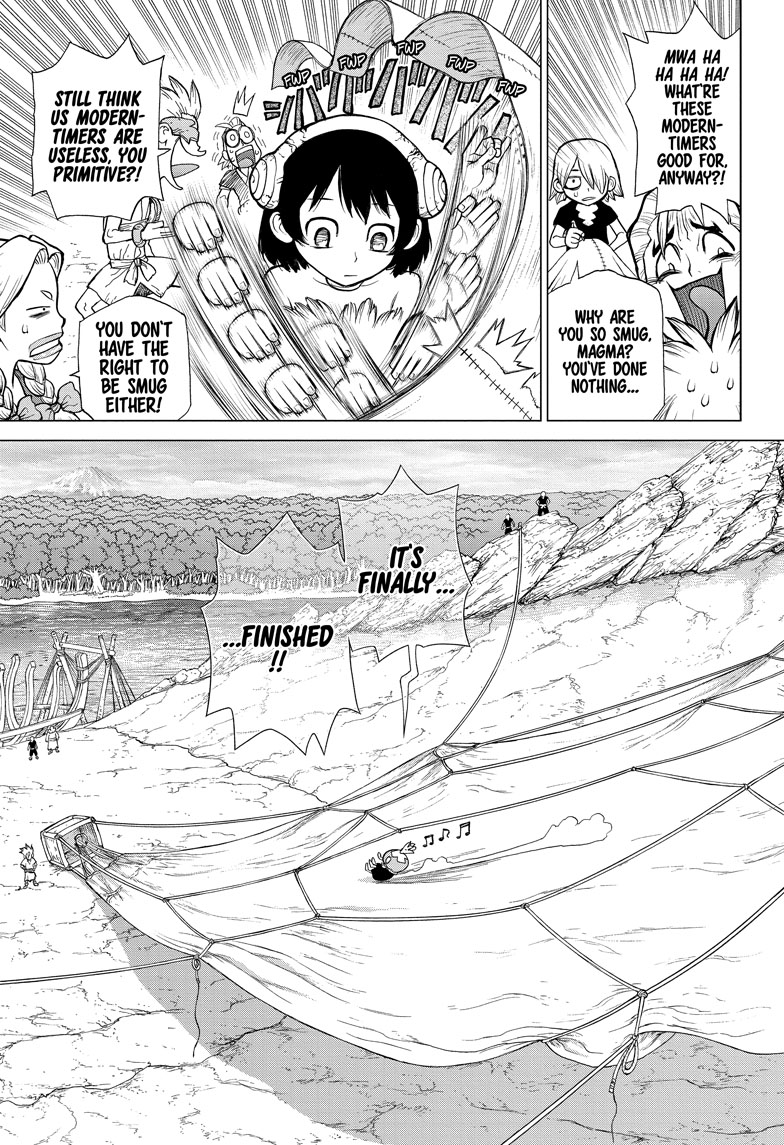 MWA HA
HA HA HA!
WHAT'RE
THESE
MODERN-
TIMERS
GOOD FOR,
ANYWAY?!
WHY ARE
YOU SO SMUG,
MAGMA?
YOU'VE DONE
NOTHING...
FWP
FWP
FWP
FWP
FWP
STILL THINK
US MODERN-
TIMERS ARE
USELESS, YOU
PRIMITIVE?!
YOU DON'T
HAVE THE
RIGHT TO
BE SMUG
EITHER!
IT'S
FINALLY...
...FINISHED
!!